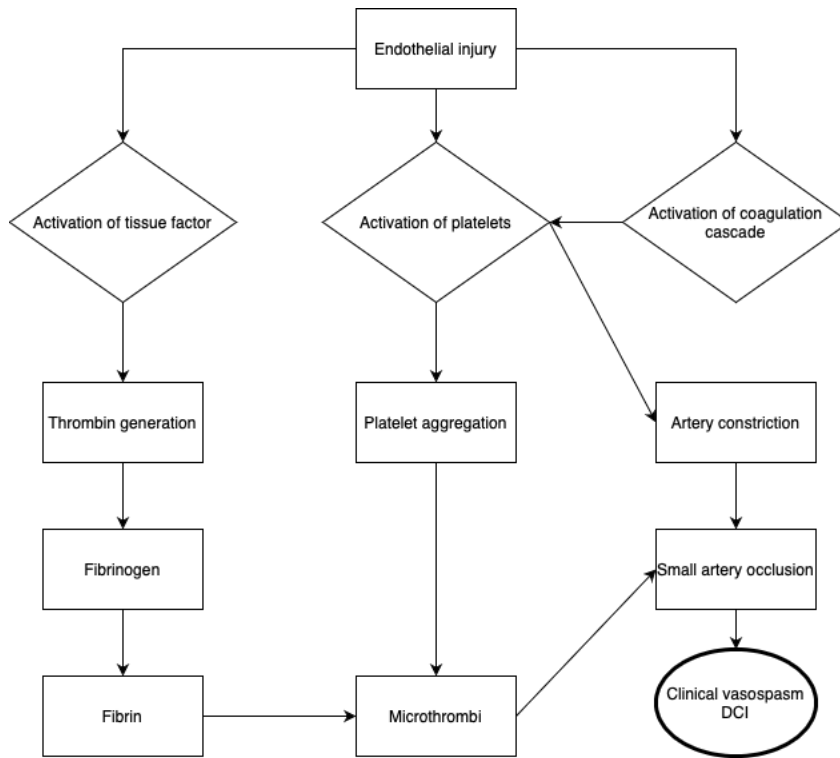 Endothelial injury
Activation of tissue factor
Activation of platelets
Activation of coagulation
cascade
Thrombin generation
Platelet aggregation
Artery constriction
Fibrinogen
Small artery occlusion
Fibrin
Microthrombi
Clinical vasospasm
DCI